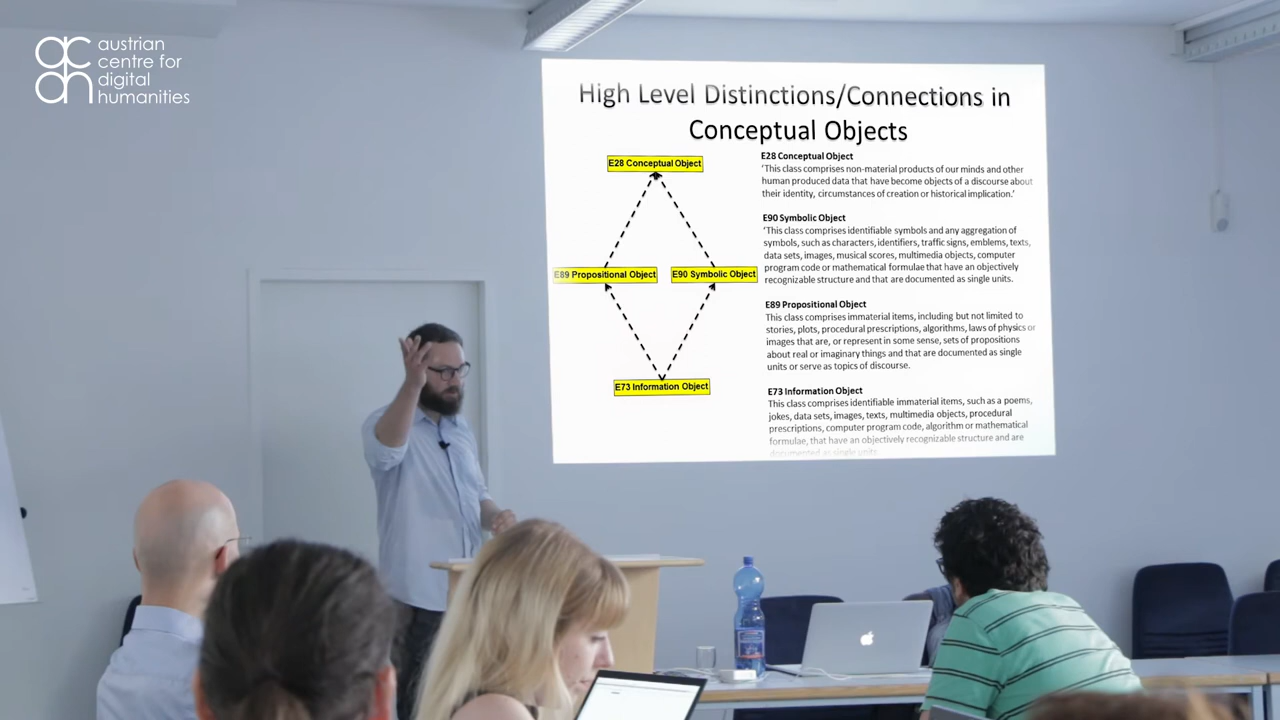 austrian
centre for
digital
humanities
High Level Distinctions/Connections in
Conceptual Objects
E28 Conceptual Object
E89 Propositional Object
E90 Symbolic Object
E73 Information Object
E28 Conceptual Object
'This class comprises non-material products of our minds and other
human produced data that have become objects of a discourse about
their identity, circumstances of creation or historical implication.'
E90 Symbolic Object
'This class comprises identifiable symbols and any aggregation of
symbols, such as characters, identifiers, traffic signs, emblems, texts,
data sets, images, musical scores, multimedia objects, computer
program code or mathematical formulae that have an objectively
recognizable structure and that are documented as single units.
E89 Propositional Object
This class comprises immaterial items, including but not limited to
stories, plots, procedural prescriptions, algorithms, laws of physics or
images that are, or represent in some sense, sets of propositions
about real or imaginary things and that are documented as single
units or serve as topics of discourse.
E73 Information Object
This class comprises identifiable immaterial items, such as a poems,
jokes, data sets, images, texts, multimedia objects, procedural
prescriptions, computer program code, algorithm or mathematical
formulae, that have an objectively recognizable structure and are
documented as single units